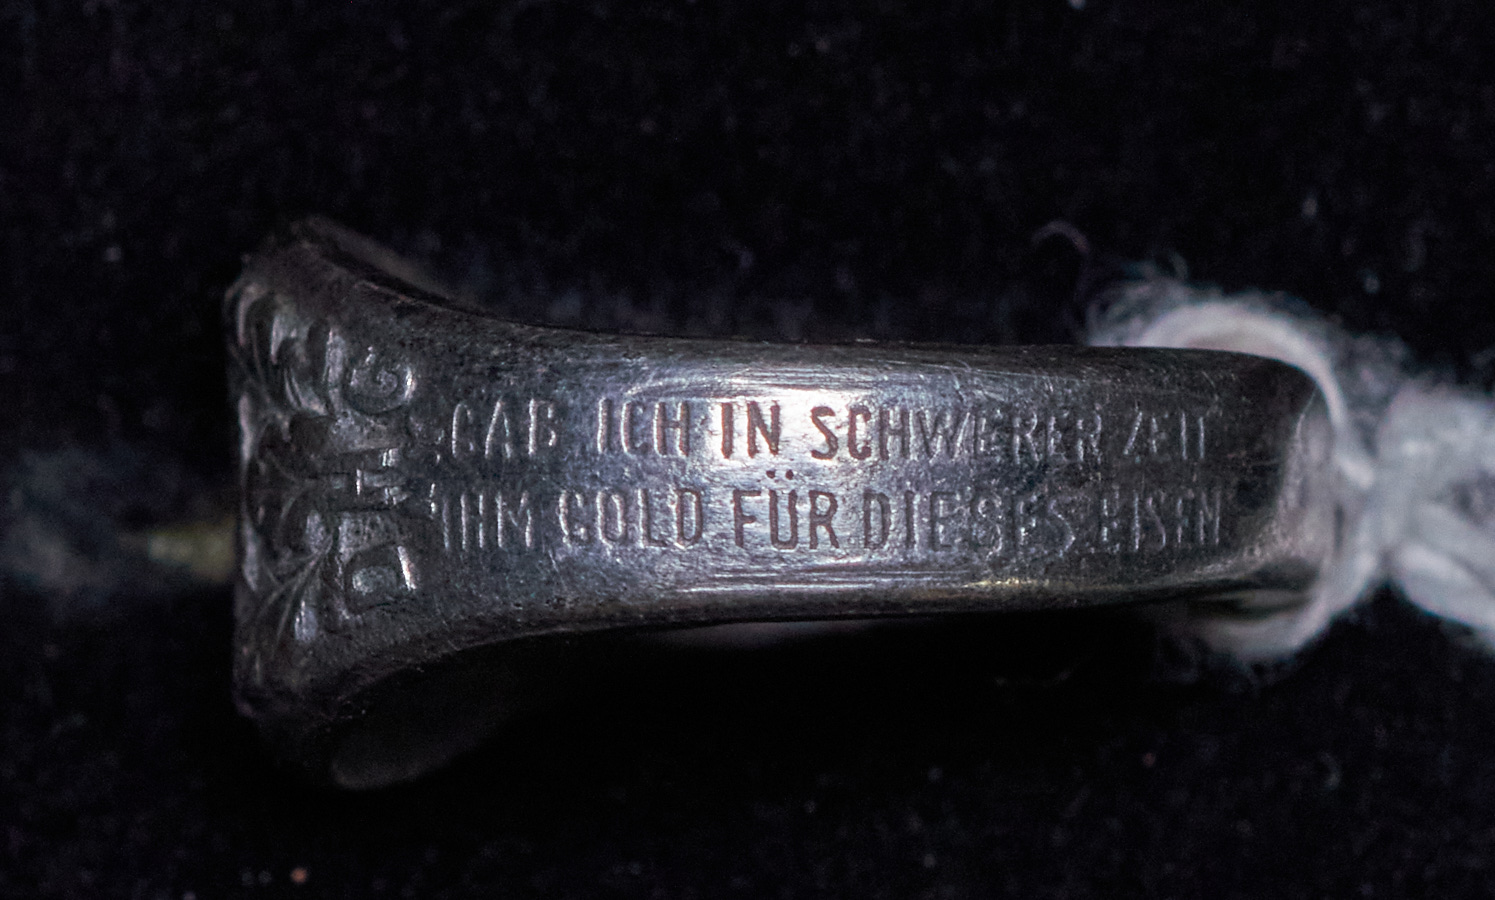 GAB ICH IN SCHWERER ZEIT
IHM GOLD FÜR DIESES EISEN